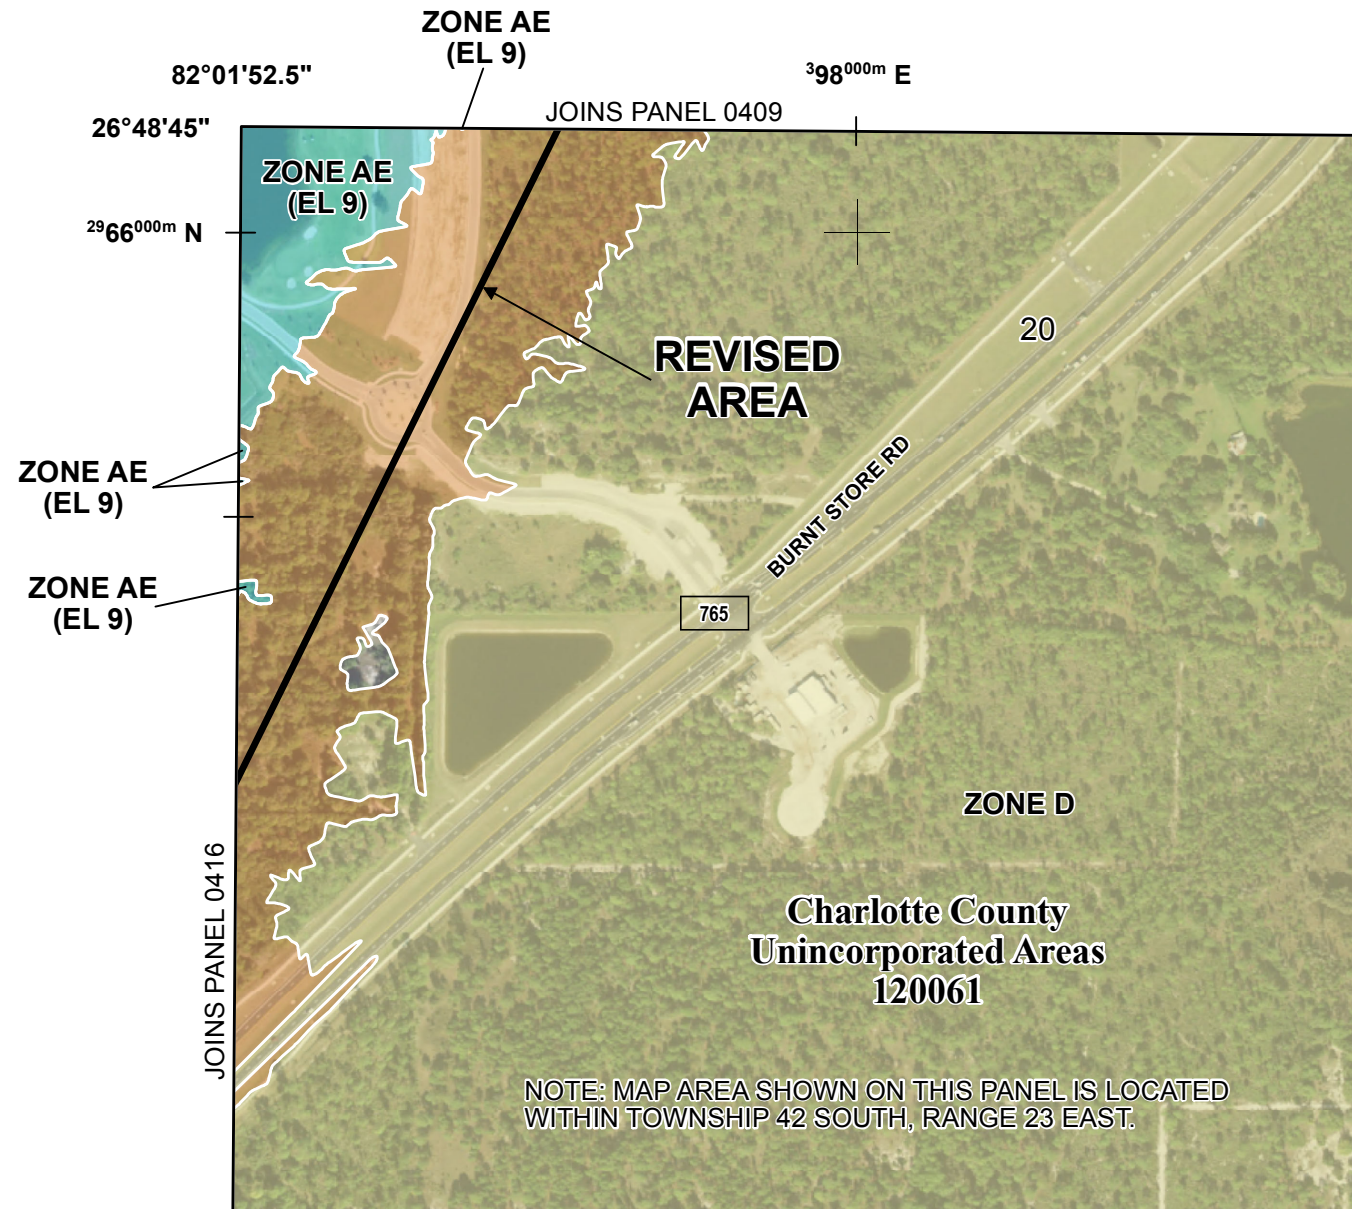 ZONE AE
(EL 9)
82°01'52.5"
398000m E
JOINS PANEL 0409
26°48'45"
ZONE AE
(EL 9)
2966000m N
20
REVISED
AREA
BURNT STORE RD
ZONE AE
(EL 9)
ZONE AE
(EL 9)
765
ZONE D
JOINS PANEL 0416
Charlotte County
Unincorporated Areas
120061
NOTE: MAP AREA SHOWN ON THIS PANEL IS LOCATED
WITHIN TOWNSHIP 42 SOUTH, RANGE 23 EAST.